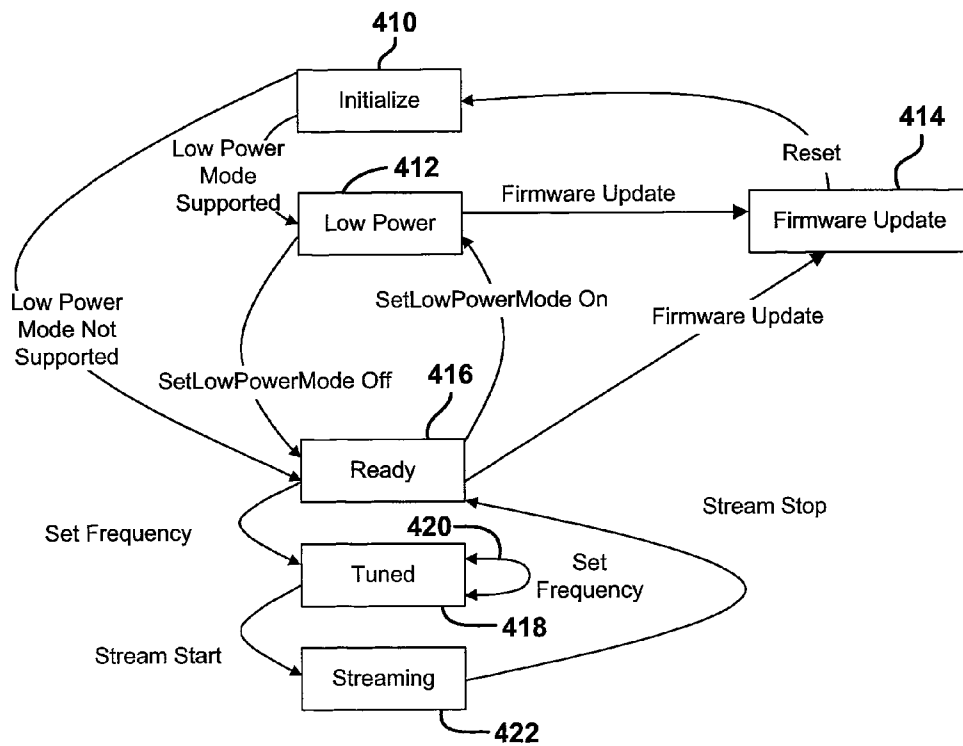 410
Initialize
414
Low Power
Mode
Supported
Reset
412
Firmware Update
Low Power
Firmware Update
SetLowPowerMode On
Low Power
Mode Not
Supported
Firmware Update
SetLowPowerMode Off
416
Ready
Stream Stop
Set Frequency
420
Set
Frequency
Tuned
418
Stream Start
Streaming
422